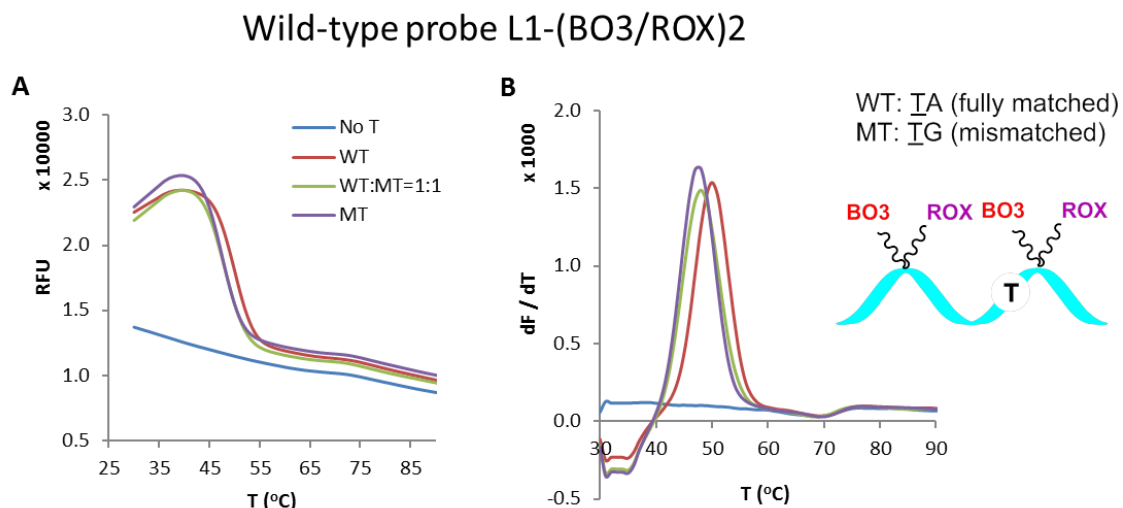 Wild-type probe L1-(BO3/ROX)2
A
x 10000
3.0
2.5
2.0
1.5
1.0
0.5
RFU
25 35 45 55 65 75 85
T (°C)
No T
WT
WT:MT=1:1
MT
B
x 1000
2.0
1.5
1.0
0.5
0.0
-0.5
dF / dT
30 40 50 60 70 80 90
T (°C)
WT: TA (fully matched)
MT: TG (mismatched)
BO3 ROX BO3 ROX
T